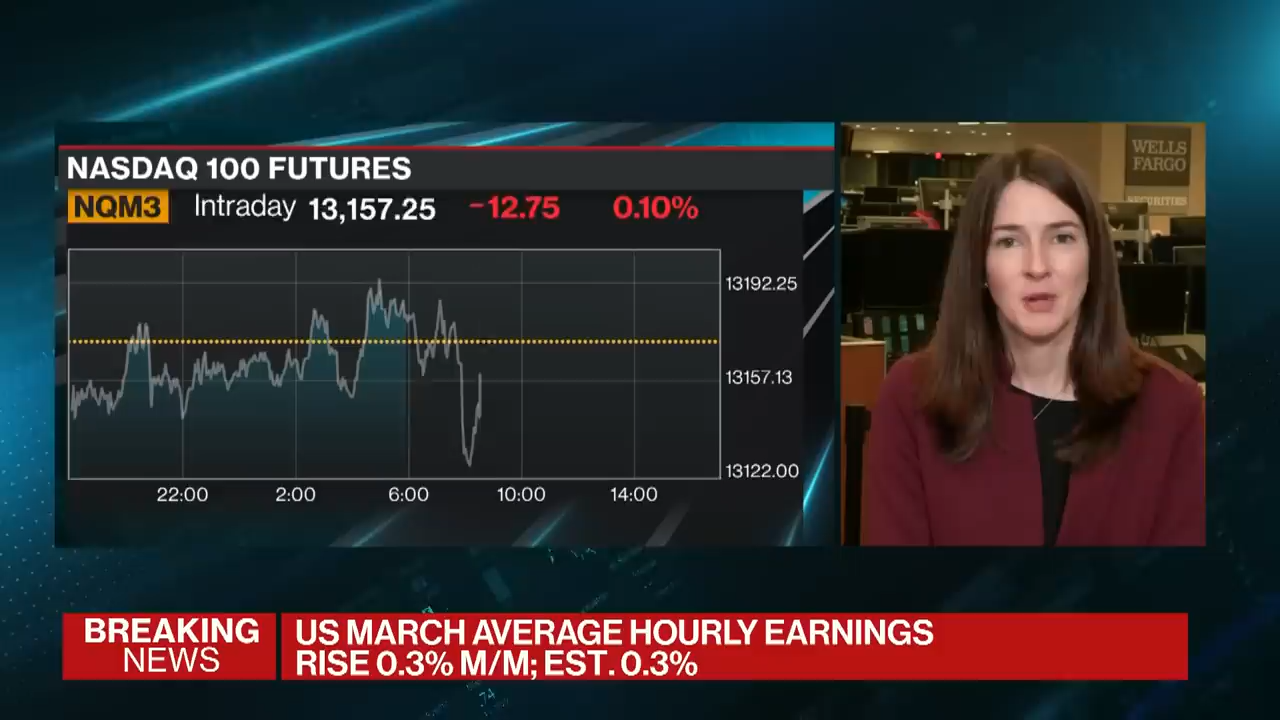 NASDAQ 100 FUTURES
NQM3 Intraday 13,157.25 -12.75 0.10%
13192.25
13157.13
13122.00
22:00 2:00 6:00 10:00 14:00
WELLS
FARGO
SECURITIES
BREAKING
NEWS
US MARCH AVERAGE HOURLY EARNINGS
RISE 0.3% M/M; EST. 0.3%